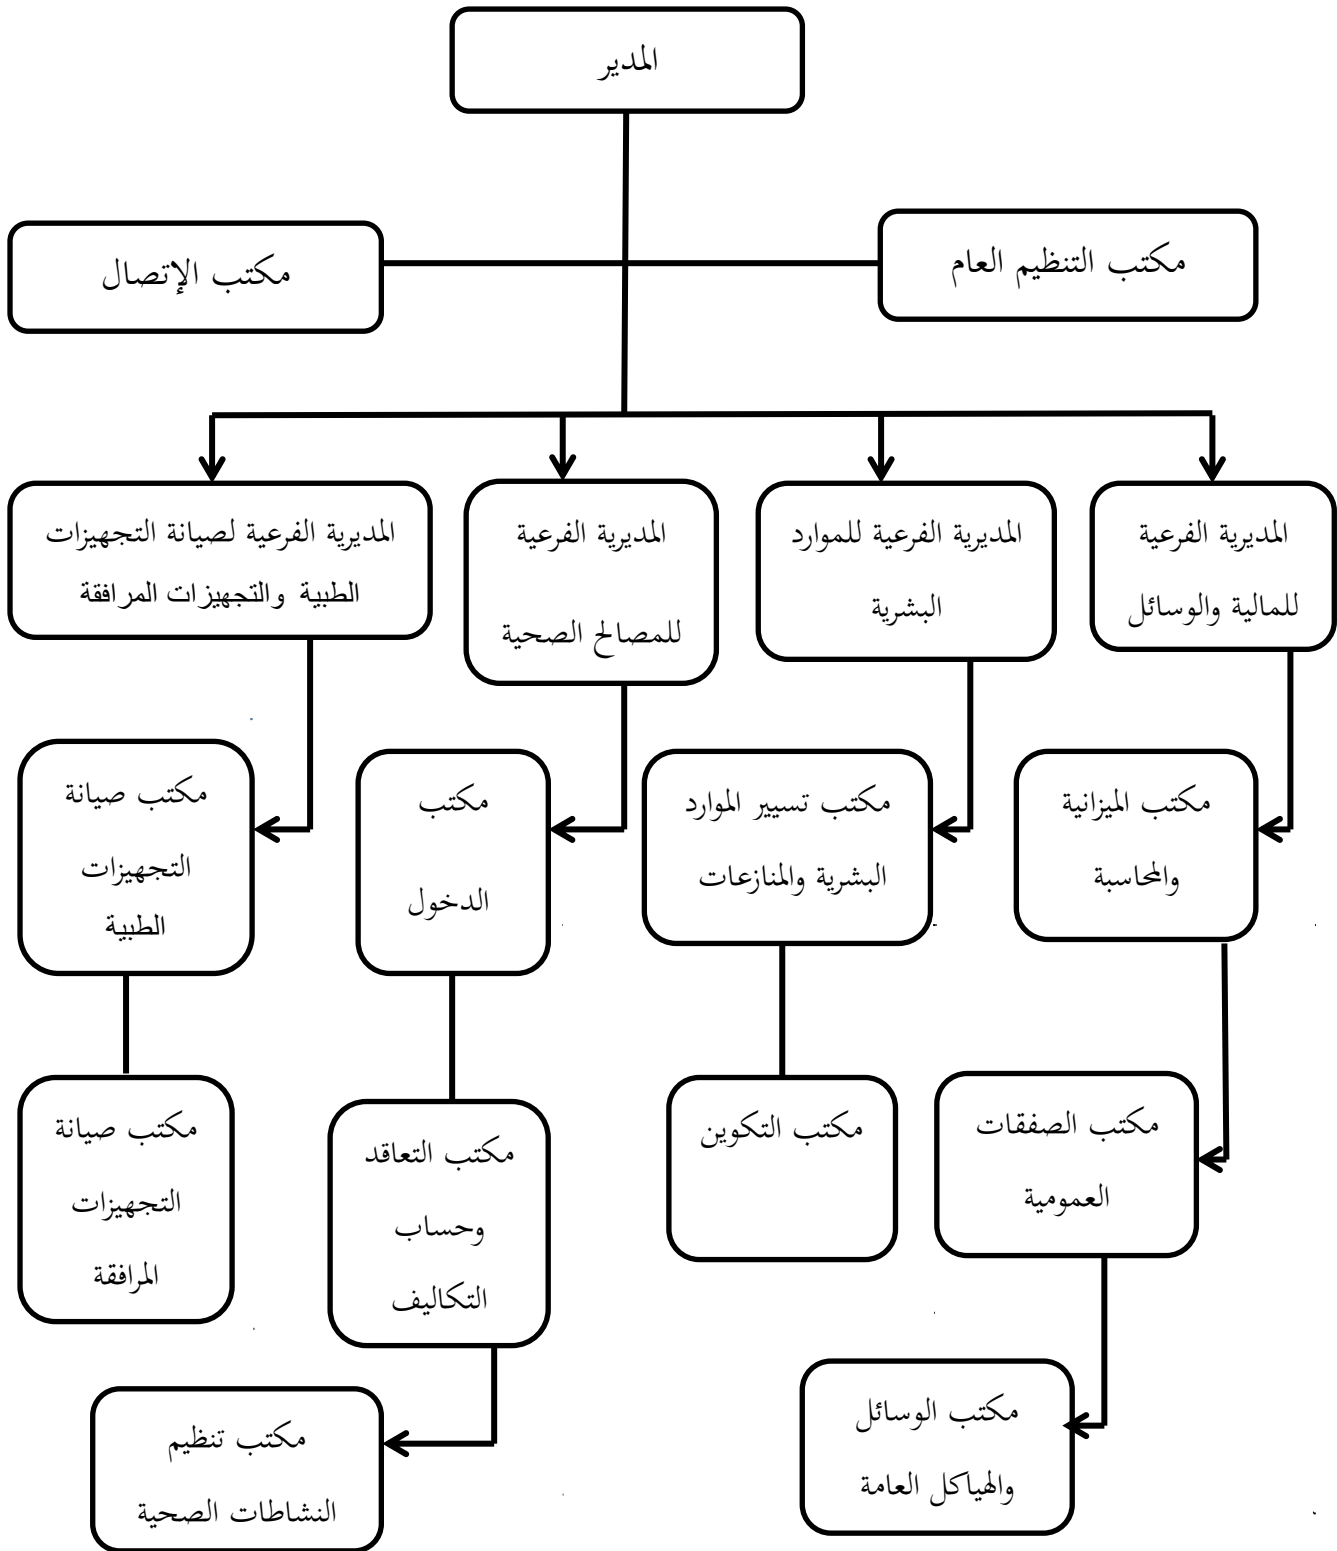 المدير
مكتب التنظيم العام
مكتب الإتصال
المديرية الفرعية
للمالية والوسائل
المديرية الفرعية للموارد
البشرية
المديرية الفرعية
للمصالح الصحية
المديرية الفرعية لصيانة التجهيزات
الطبية والتجهيزات المرافقة
مكتب الميزانية
والمحاسبة
مكتب تسيير الموارد
البشرية والمنازعات
مكتب
الدخول
مكتب صيانة
التجهيزات
الطبية
مكتب الصفقات
العمومية
مكتب التكوين
مكتب التعاقد
وحساب
التكاليف
مكتب صيانة
التجهيزات
المرافقة
مكتب الوسائل
والهياكل العامة
مكتب تنظيم
النشاطات الصحية